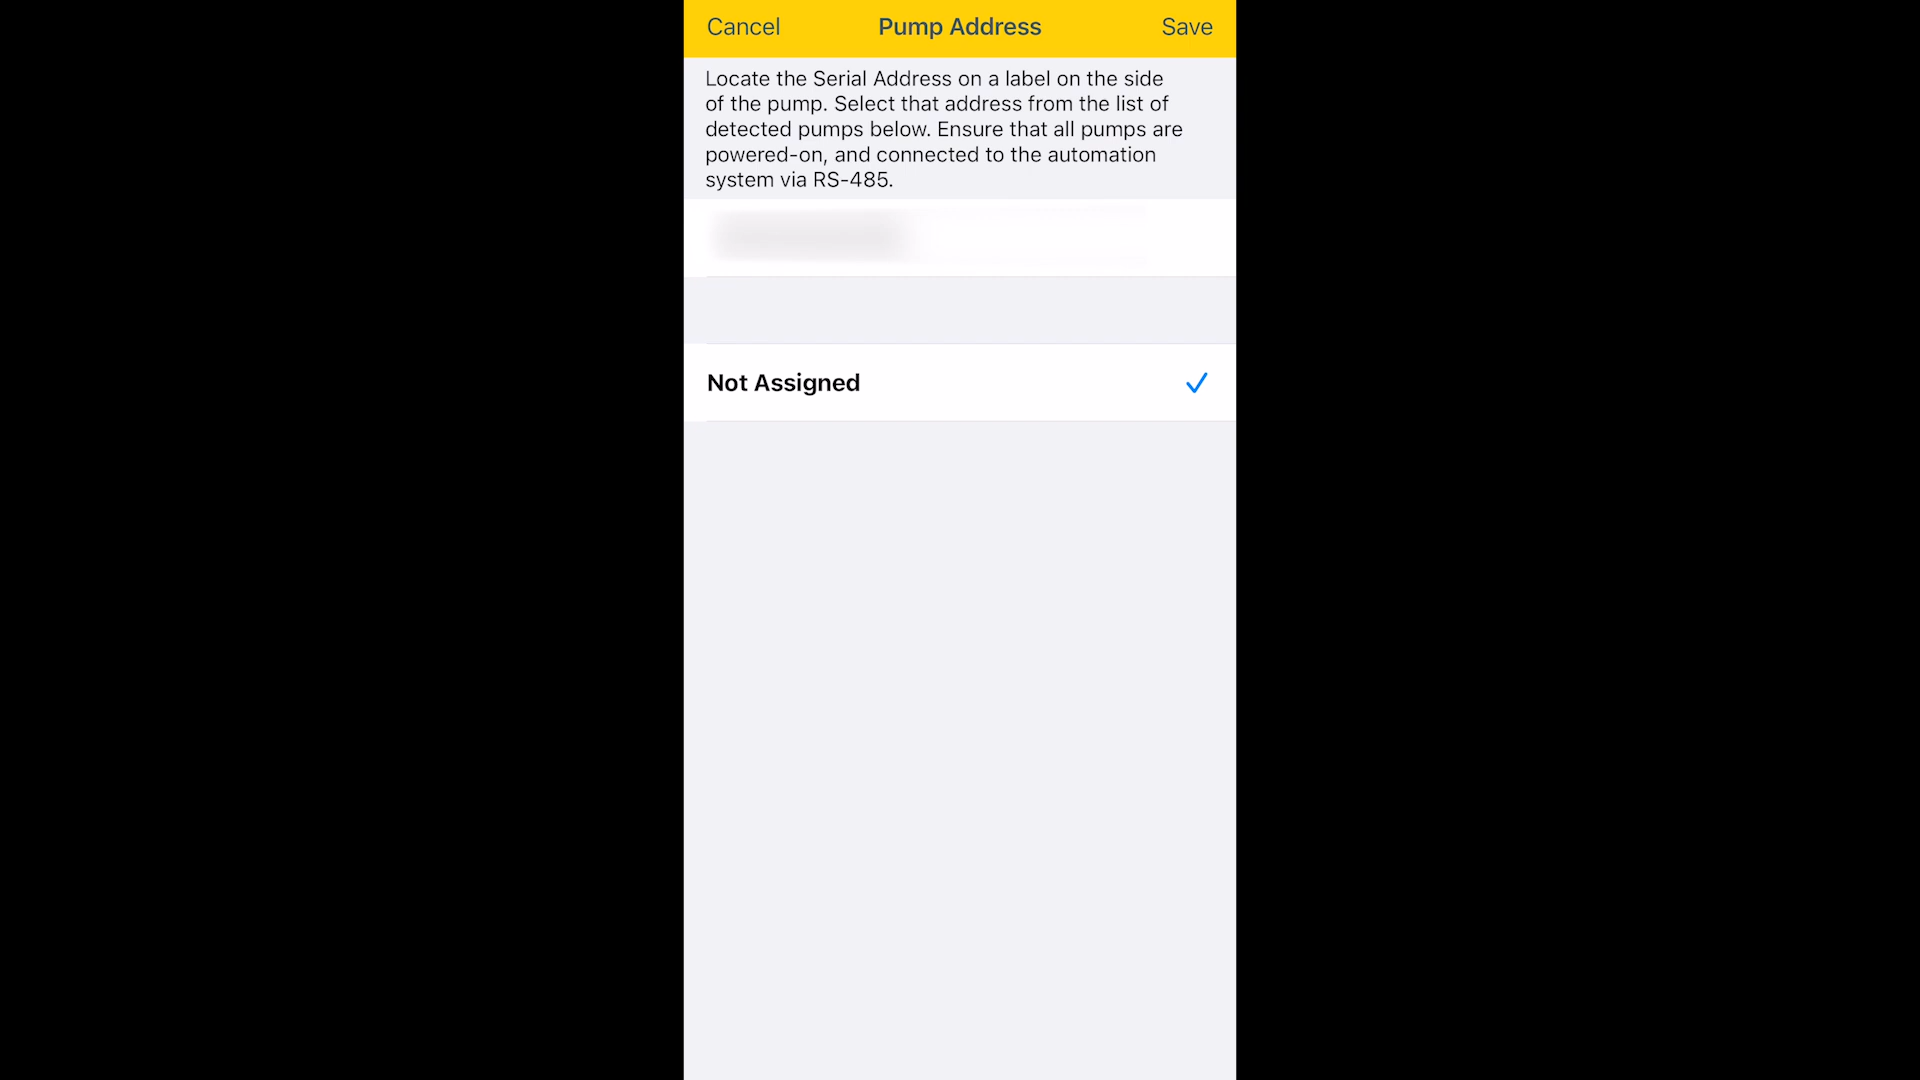 Cancel Pump Address Save
Locate the Serial Address on a label on the side
of the pump. Select that address from the list of
detected pumps below. Ensure that all pumps are
powered-on, and connected to the automation
system via RS-485.
Not Assigned